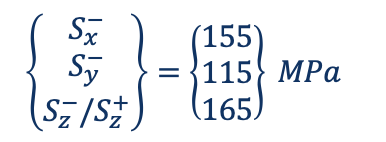 { S_x^- S_y^- S_z^-/S_z^+ } = { 155 115 165 } MPa